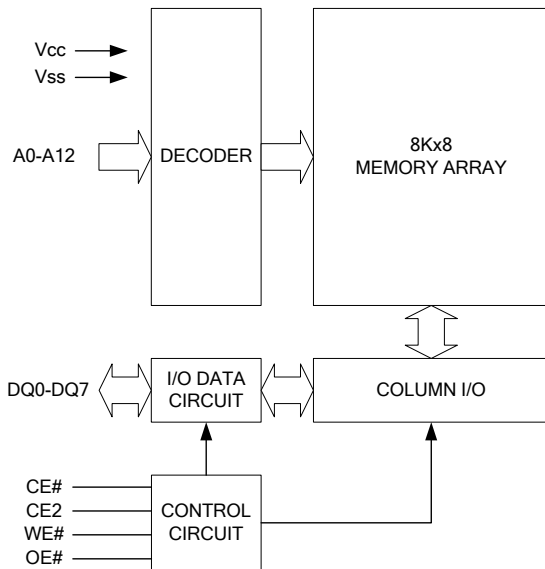 Vcc
Vss
A0-A12
DECODER
8Kx8
MEMORY ARRAY
DQ0-DQ7
I/O DATA
CIRCUIT
COLUMN I/O
CE#
CE2
WE#
OE#
CONTROL
CIRCUIT